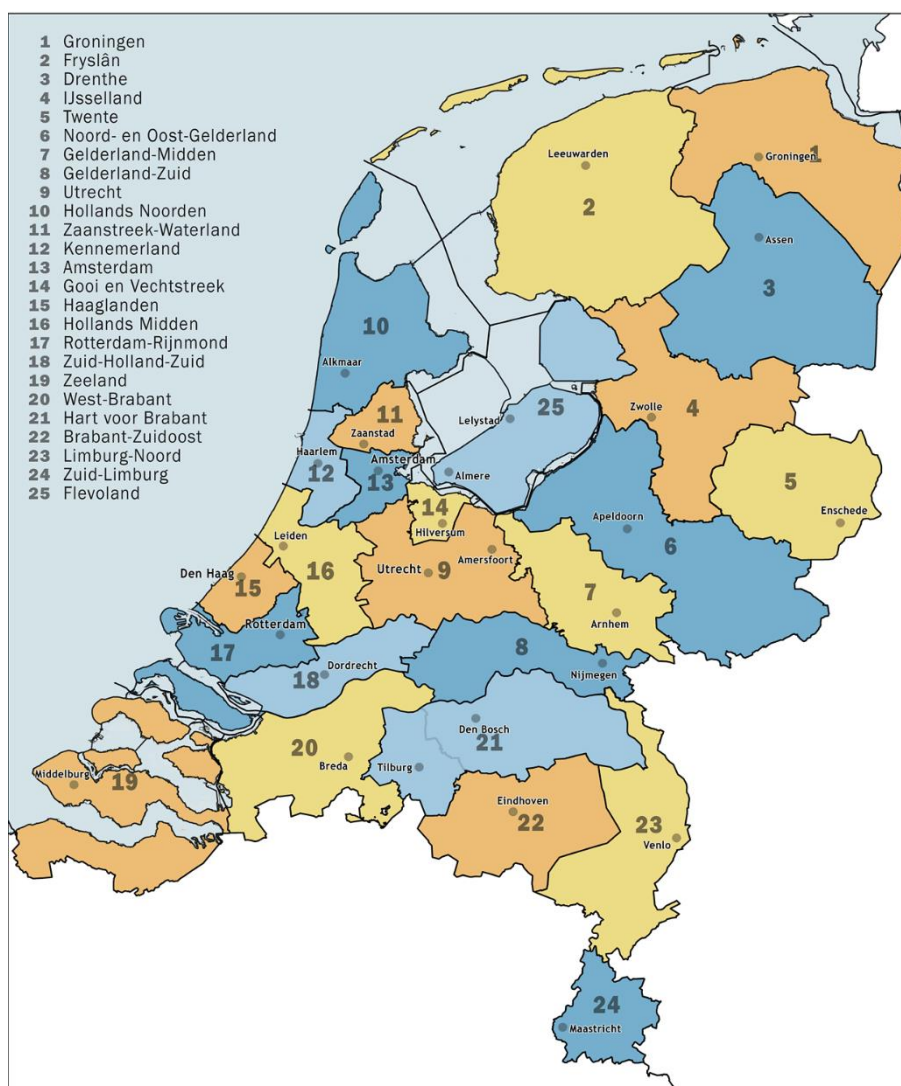 1 Groningen
2 Fryslân
3 Drenthe
4 IJsselland
5 Twente
6 Noord- en Oost-Gelderland
7 Gelderland-Midden
8 Gelderland-Zuid
9 Utrecht
10 Hollands Noorden
11 Zaanstreek-Waterland
12 Kennemerland
13 Amsterdam
14 Gooi en Vechtstreek
15 Haaglanden
16 Hollands Midden
17 Rotterdam-Rijnmond
18 Zuid-Holland-Zuid
19 Zeeland
20 West-Brabant
21 Hart voor Brabant
22 Brabant-Zuidoost
23 Limburg-Noord
24 Zuid-Limburg
25 Flevoland
Groningen 1
Leeuwarden
2
Assen
3
10
Alkmaar
25
Lelystad
4
Zwolle
11
Zaanstad
Haarlem
12
Amsterdam
13
Almere
5
Enschede
14
Hilversum
Apeldoorn
6
Leiden
16
Amersfoort
Utrecht 9
Den Haag
15
7
Arnhem
Rotterdam
17
8
Nijmegen
Dordrecht
18
Den Bosch
21
20
Breda
Tilburg
Middelburg 19
Eindhoven
22
23
Venlo
24
Maastricht